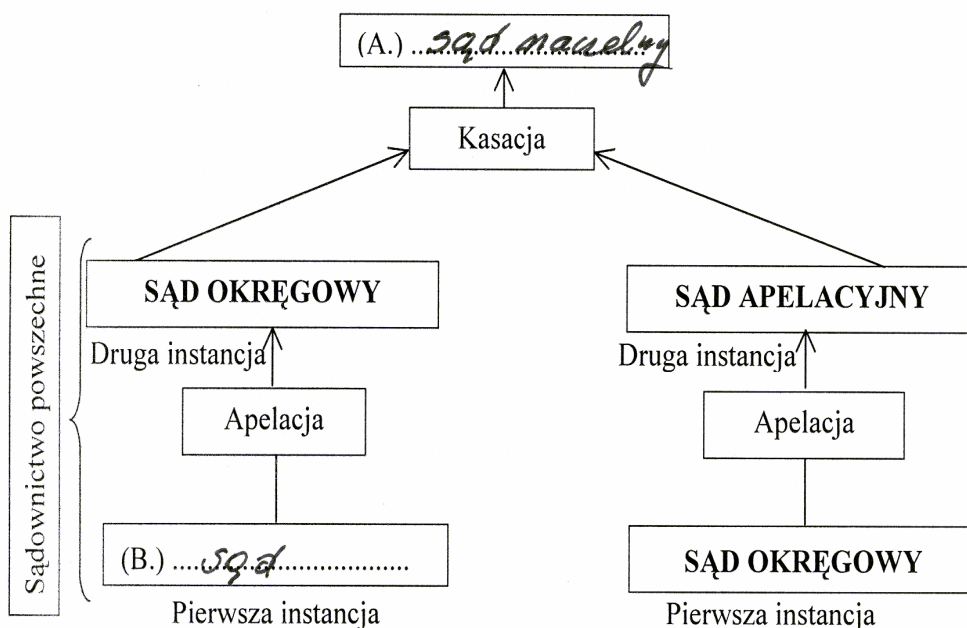 (A.) sąd naczelny
Kasacja
Sądownictwo powszechne
SĄD OKRĘGOWY
SĄD APELACYJNY
Druga instancja
Druga instancja
Apelacja
Apelacja
(B.) sąd
SĄD OKRĘGOWY
Pierwsza instancja
Pierwsza instancja